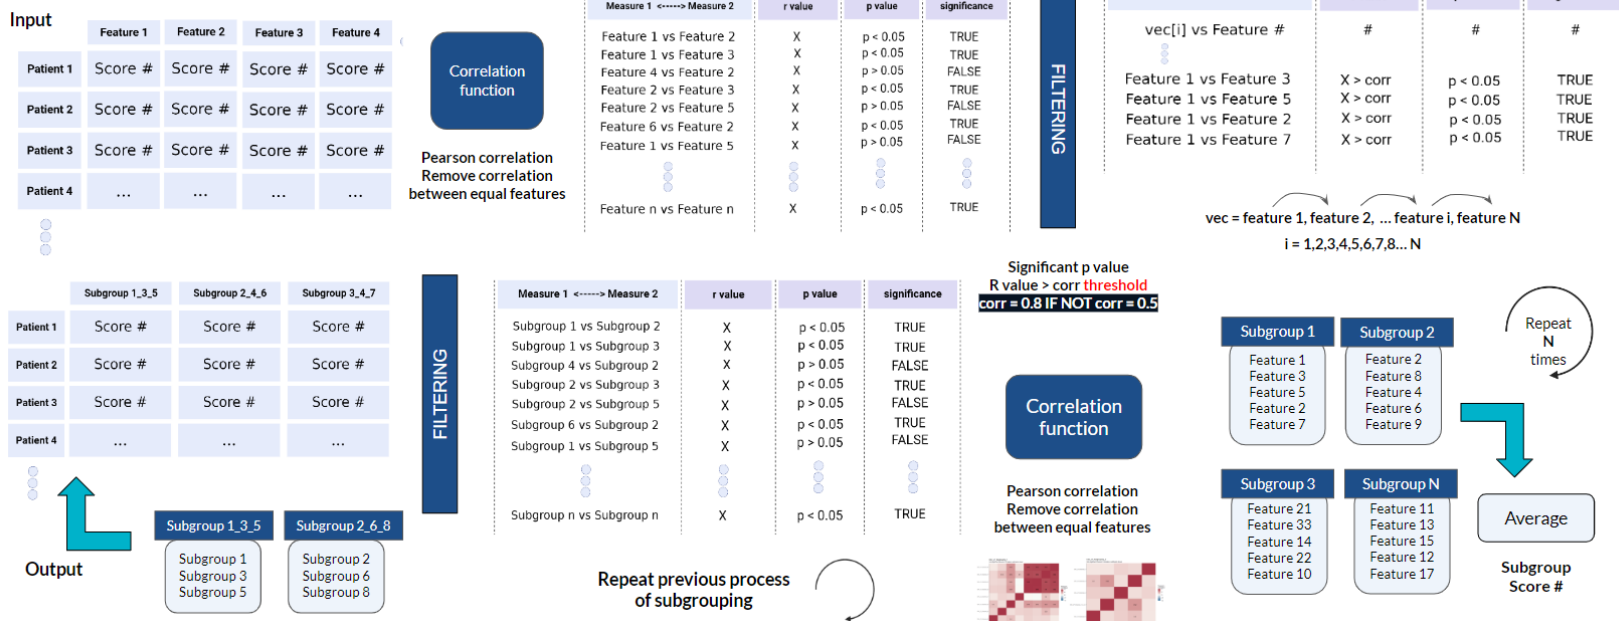 Input
Feature 1 Feature 2 Feature 3 Feature 4
Patient 1 Score # Score # Score # Score #
Patient 2 Score # Score # Score # Score #
Patient 3 Score # Score # Score # Score #
Patient 4 ... ... ... ...
Correlation
function
Pearson correlation
Remove correlation
between equal features
Measure 1 <-----> Measure 2 r value p value significance
Feature 1 vs Feature 2 X p < 0.05 TRUE
Feature 1 vs Feature 3 X p < 0.05 TRUE
Feature 4 vs Feature 2 X p > 0.05 FALSE
Feature 2 vs Feature 3 X p < 0.05 TRUE
Feature 2 vs Feature 5 X p > 0.05 FALSE
Feature 6 vs Feature 2 X p < 0.05 TRUE
Feature 1 vs Feature 5 X p > 0.05 FALSE
Feature n vs Feature n X p < 0.05 TRUE
FILTERING
vec[i] vs Feature # # # #
Feature 1 vs Feature 3 X > corr p < 0.05 TRUE
Feature 1 vs Feature 5 X > corr p < 0.05 TRUE
Feature 1 vs Feature 2 X > corr p < 0.05 TRUE
Feature 1 vs Feature 7 X > corr p < 0.05 TRUE
vec = feature 1, feature 2, ... feature i, feature N
i = 1,2,3,4,5,6,7,8... N
Significant p value
R value > corr threshold
corr = 0.8 IF NOT corr = 0.5
Subgroup 1
Feature 1
Feature 3
Feature 5
Feature 2
Feature 7
Subgroup 2
Feature 2
Feature 8
Feature 4
Feature 6
Feature 9
Repeat
N
times
Subgroup 3
Feature 21
Feature 33
Feature 14
Feature 22
Feature 10
Subgroup N
Feature 11
Feature 13
Feature 15
Feature 12
Feature 17
Average
Subgroup
Score #
Correlation
function
Pearson correlation
Remove correlation
between equal features
Measure 1 <-----> Measure 2 r value p value significance
Subgroup 1 vs Subgroup 2 X p < 0.05 TRUE
Subgroup 1 vs Subgroup 3 X p < 0.05 TRUE
Subgroup 4 vs Subgroup 2 X p > 0.05 FALSE
Subgroup 2 vs Subgroup 3 X p < 0.05 TRUE
Subgroup 2 vs Subgroup 5 X p > 0.05 FALSE
Subgroup 6 vs Subgroup 2 X p < 0.05 TRUE
Subgroup 1 vs Subgroup 5 X p > 0.05 FALSE
Subgroup n vs Subgroup n X p < 0.05 TRUE
Repeat previous process
of subgrouping
FILTERING
Subgroup 1_3_5 Subgroup 2_4_6 Subgroup 3_4_7
Patient 1 Score # Score # Score #
Patient 2 Score # Score # Score #
Patient 3 Score # Score # Score #
Patient 4 ... ... ...
Subgroup 1_3_5
Subgroup 1
Subgroup 3
Subgroup 5
Subgroup 2_6_8
Subgroup 2
Subgroup 6
Subgroup 8
Output